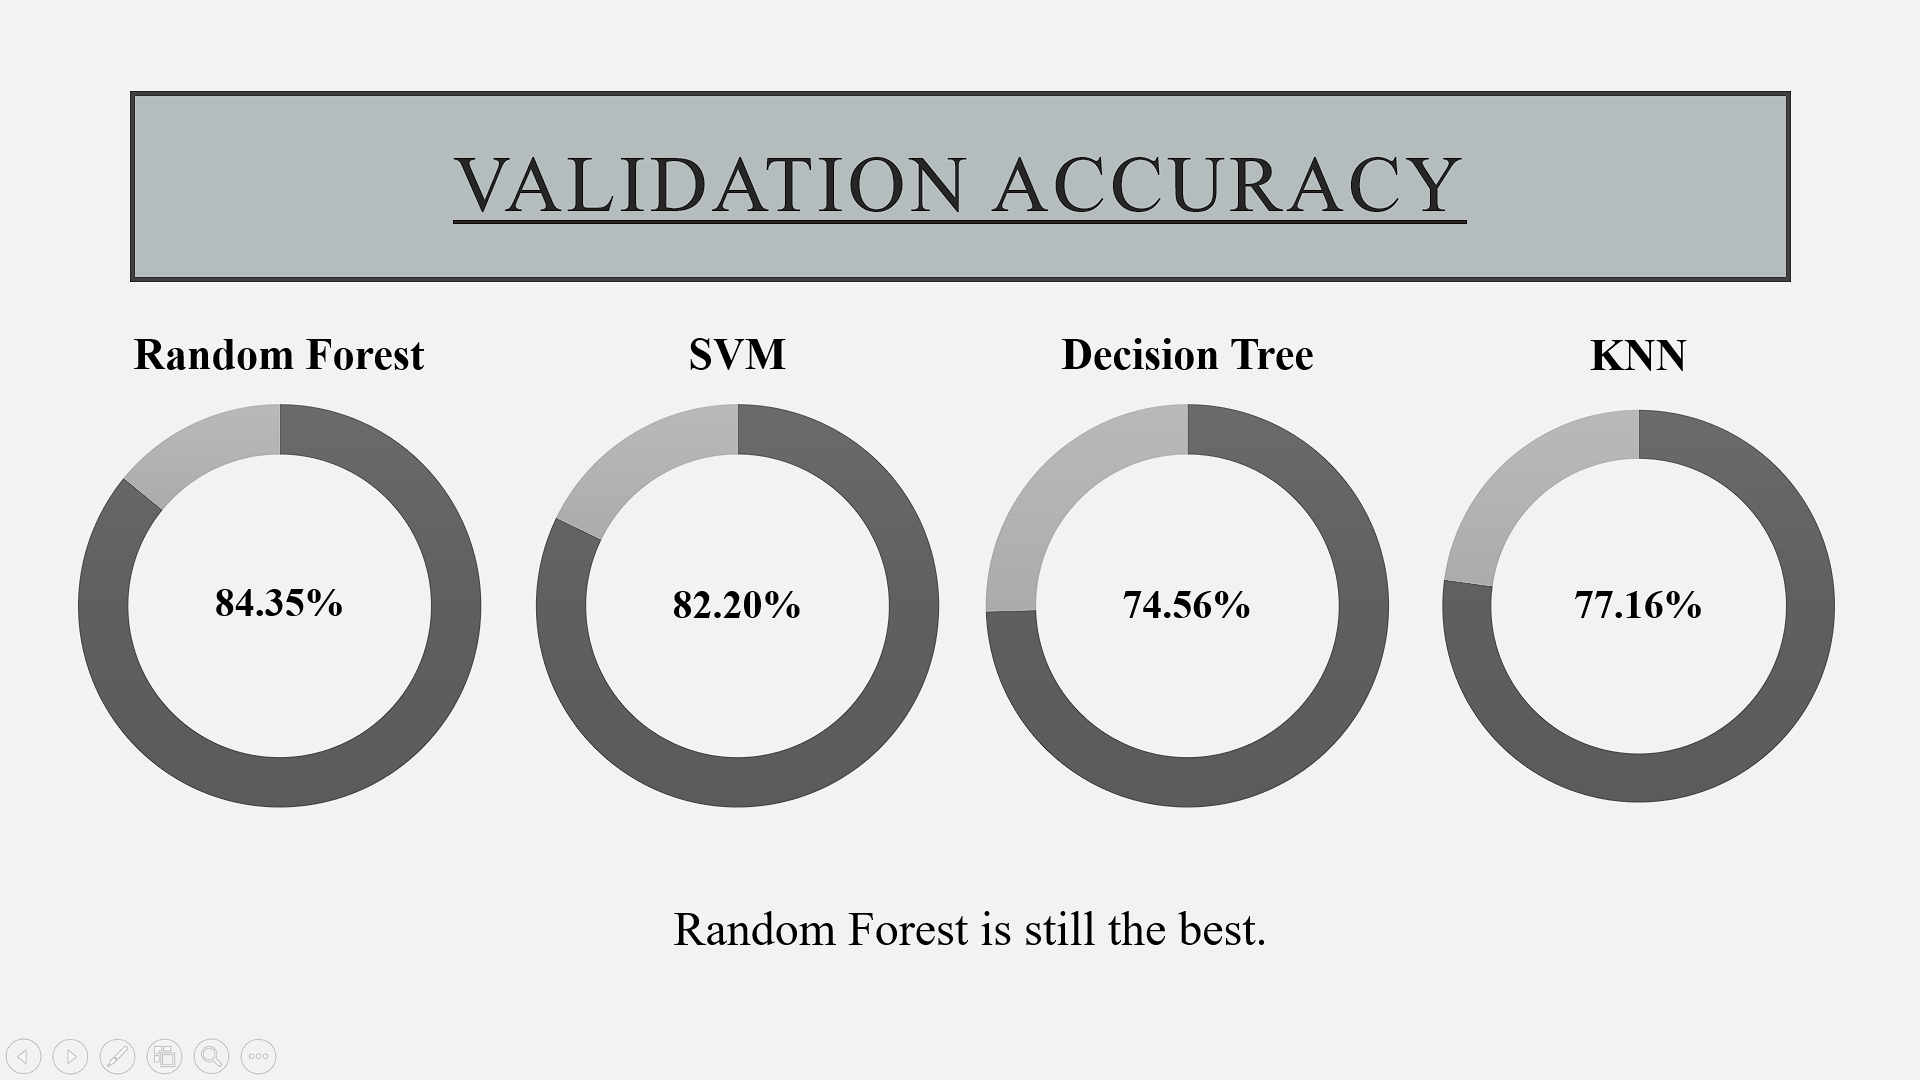 VALIDATION ACCURACY
Random Forest
SVM
Decision Tree
KNN
84.35%
82.20%
74.56%
77.16%
Random Forest is still the best.